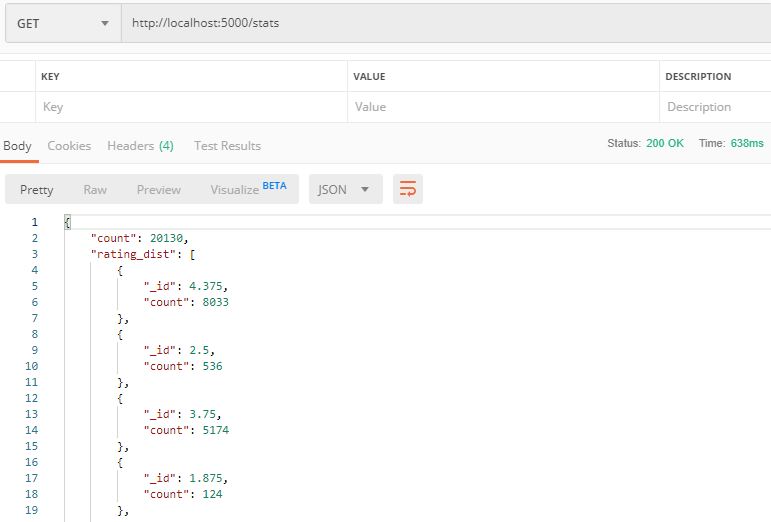 GET http://localhost:5000/stats
KEY VALUE DESCRIPTION
Key Value Description
Body Cookies Headers (4) Test Results Status: 200 OK Time: 638ms
Pretty Raw Preview Visualize BETA JSON
1 {
2 "count": 20130,
3 "rating_dist": [
4 {
5 "_id": 4.375,
6 "count": 8033
7 },
8 {
9 "_id": 2.5,
10 "count": 536
11 },
12 {
13 "_id": 3.75,
14 "count": 5174
15 },
16 {
17 "_id": 1.875,
18 "count": 124
19 },